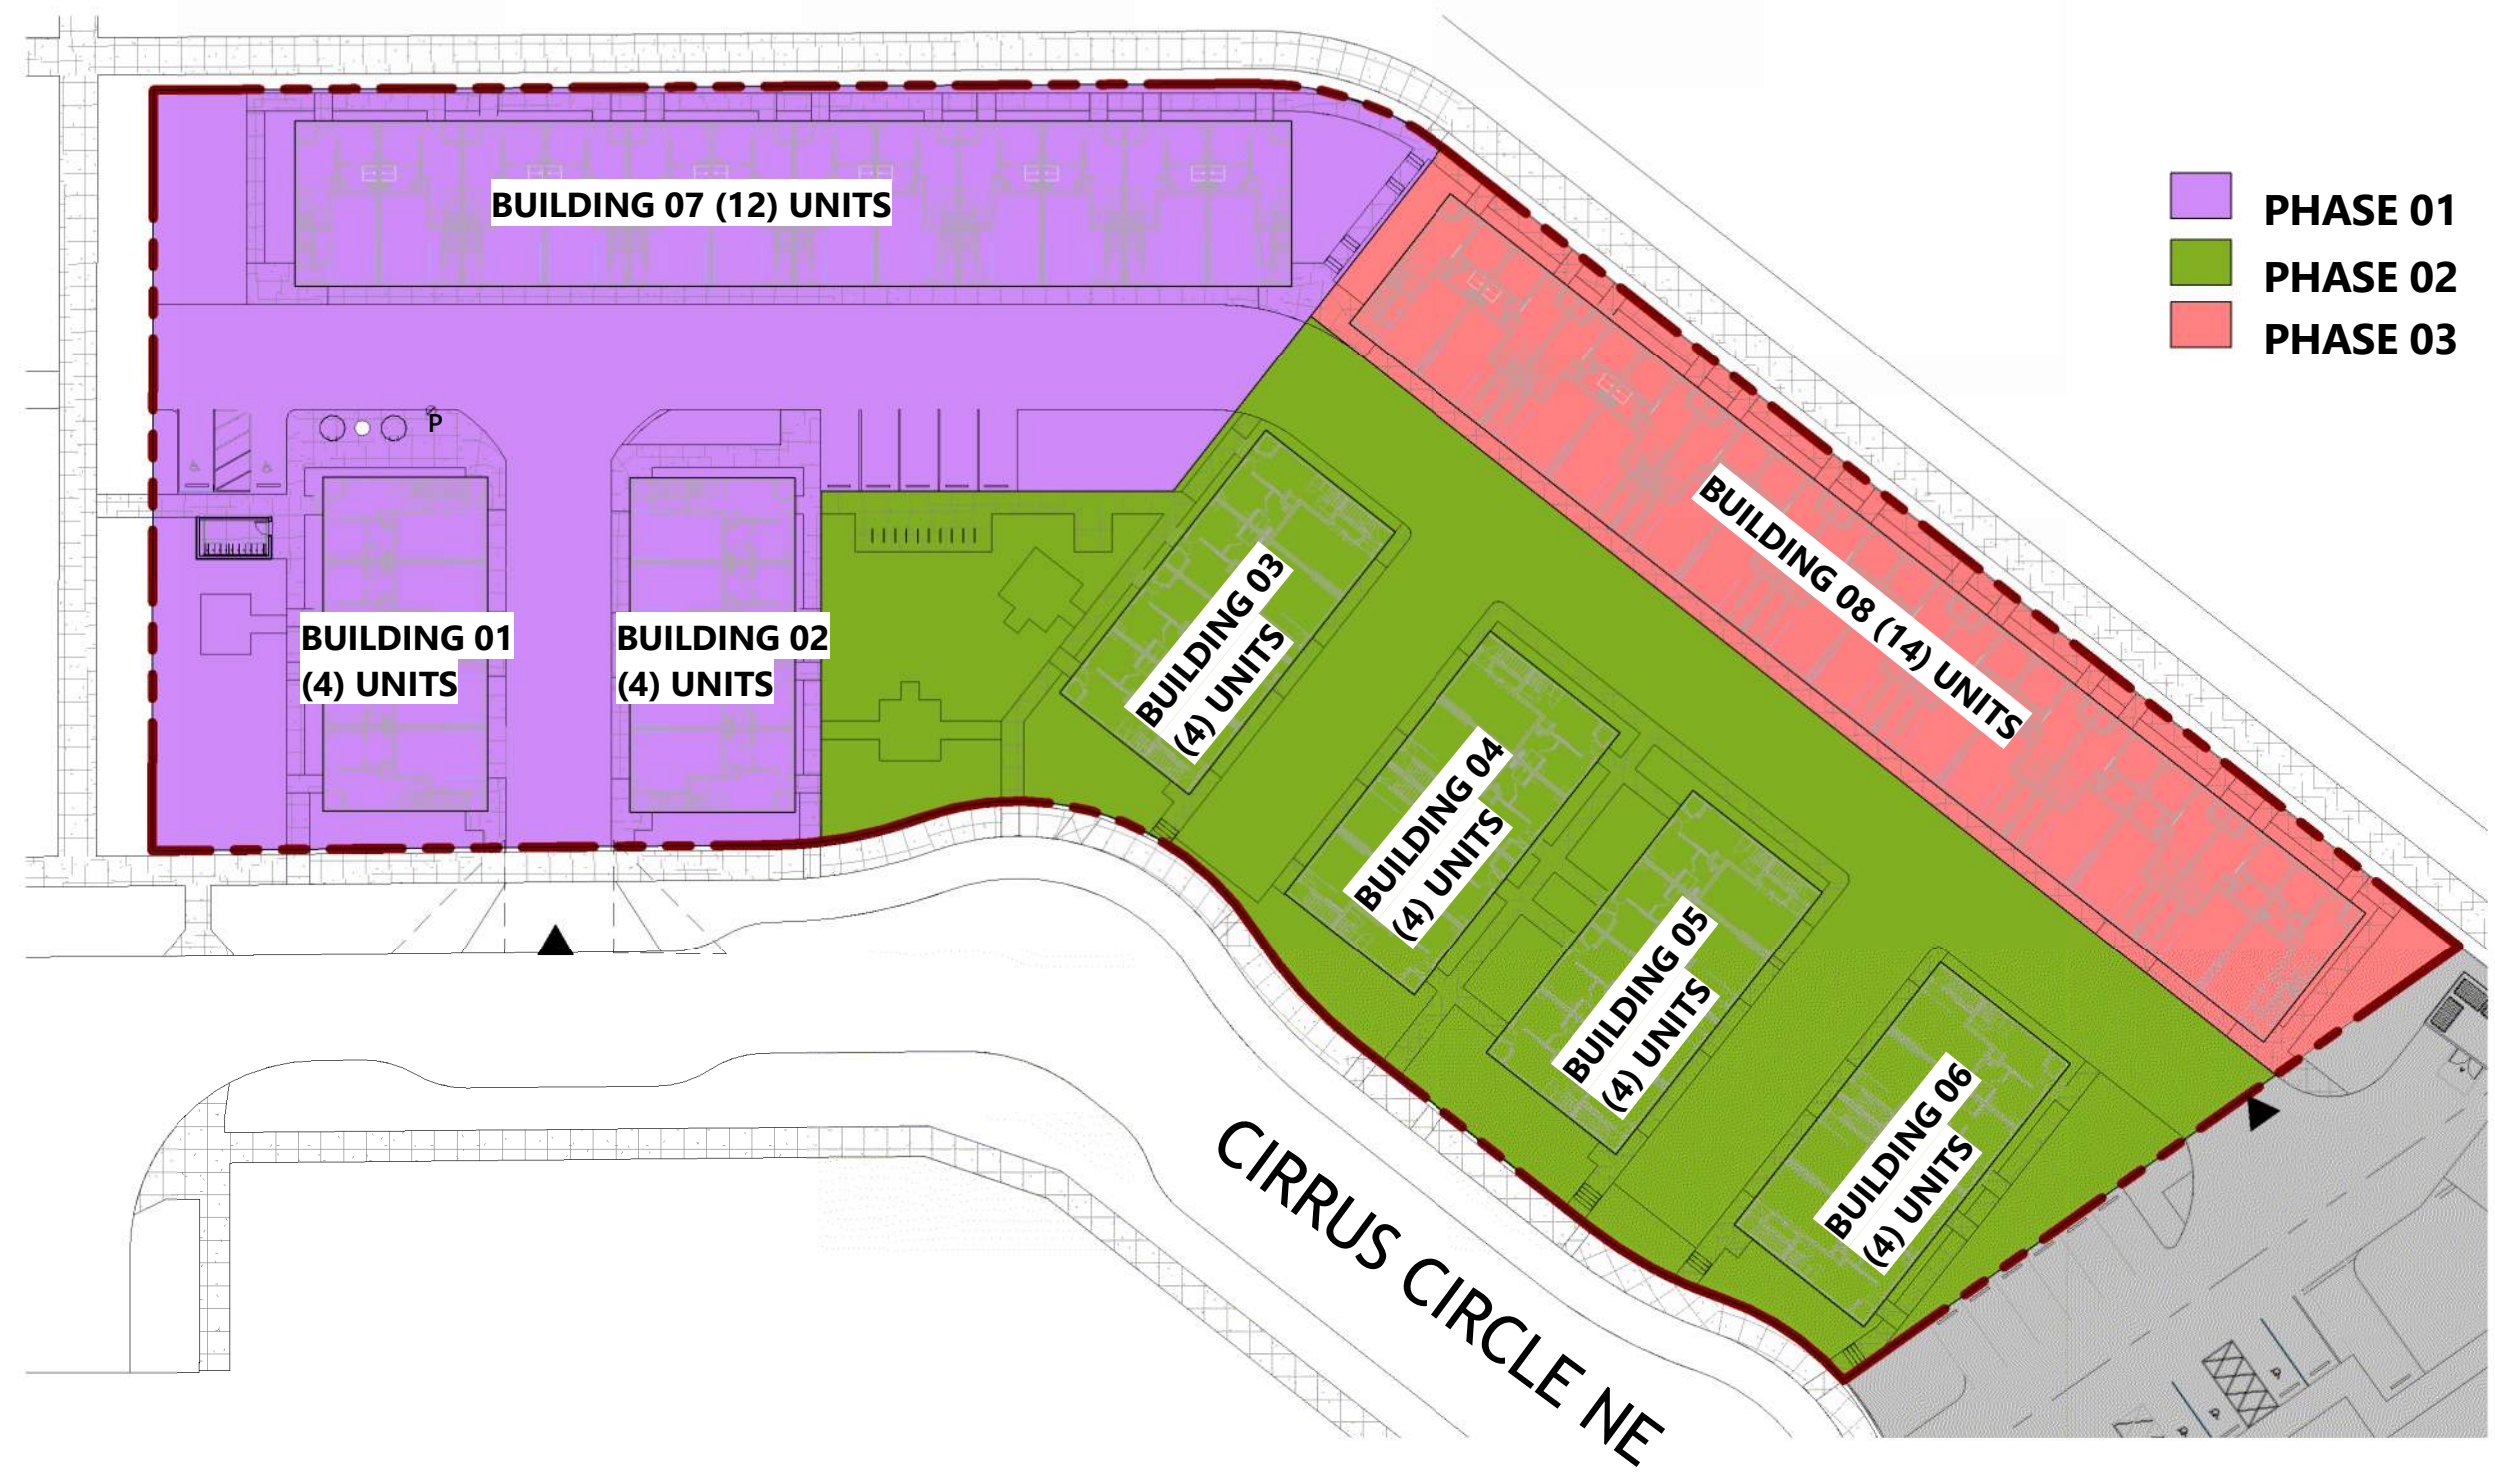 BUILDING 07 (12) UNITS
PHASE 01
PHASE 02
PHASE 03
P
BUILDING 01
(4) UNITS
BUILDING 02
(4) UNITS
BUILDING 03
(4) UNITS
BUILDING 04
(4) UNITS
BUILDING 05
(4) UNITS
BUILDING 06
(4) UNITS
BUILDING 08 (14) UNITS
CIRRUS CIRCLE NE